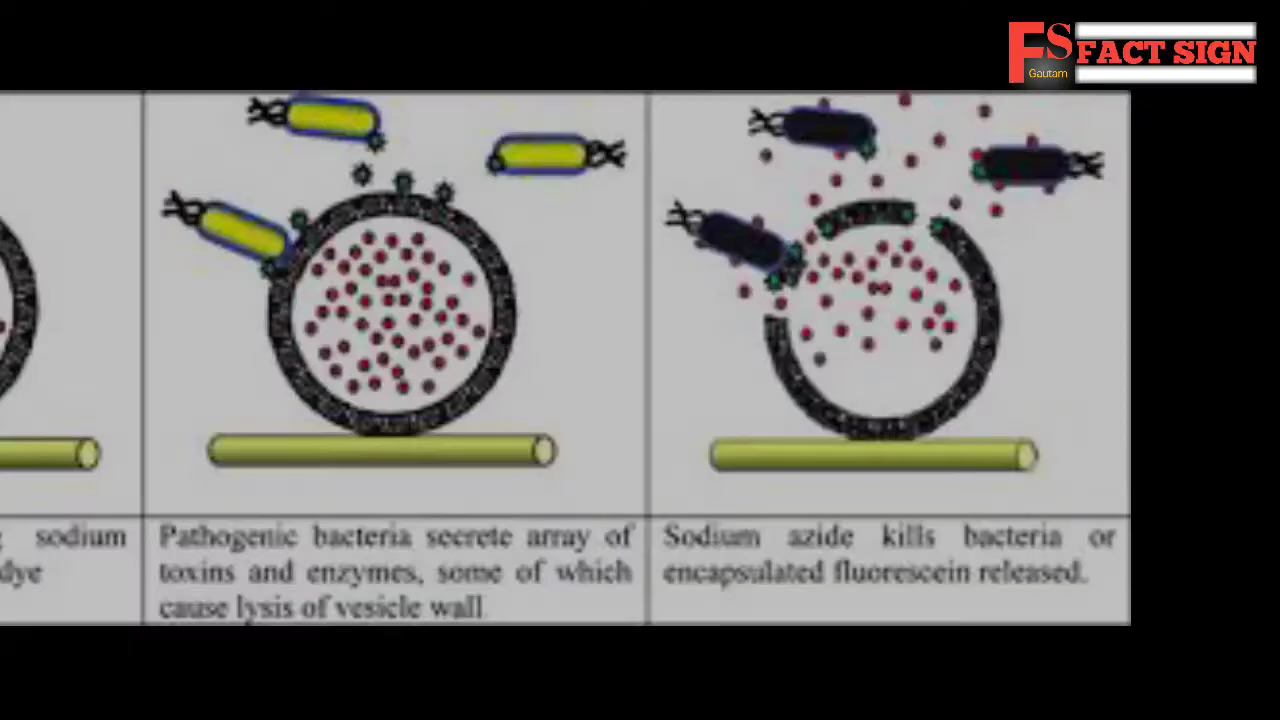 FS FACT SIGN
Gautam
sodium
dye
Pathogenic bacteria secrete array of
toxins and enzymes, some of which
cause lysis of vesicle wall
Sodium azide kills bacteria or
encapsulated fluorescein released.